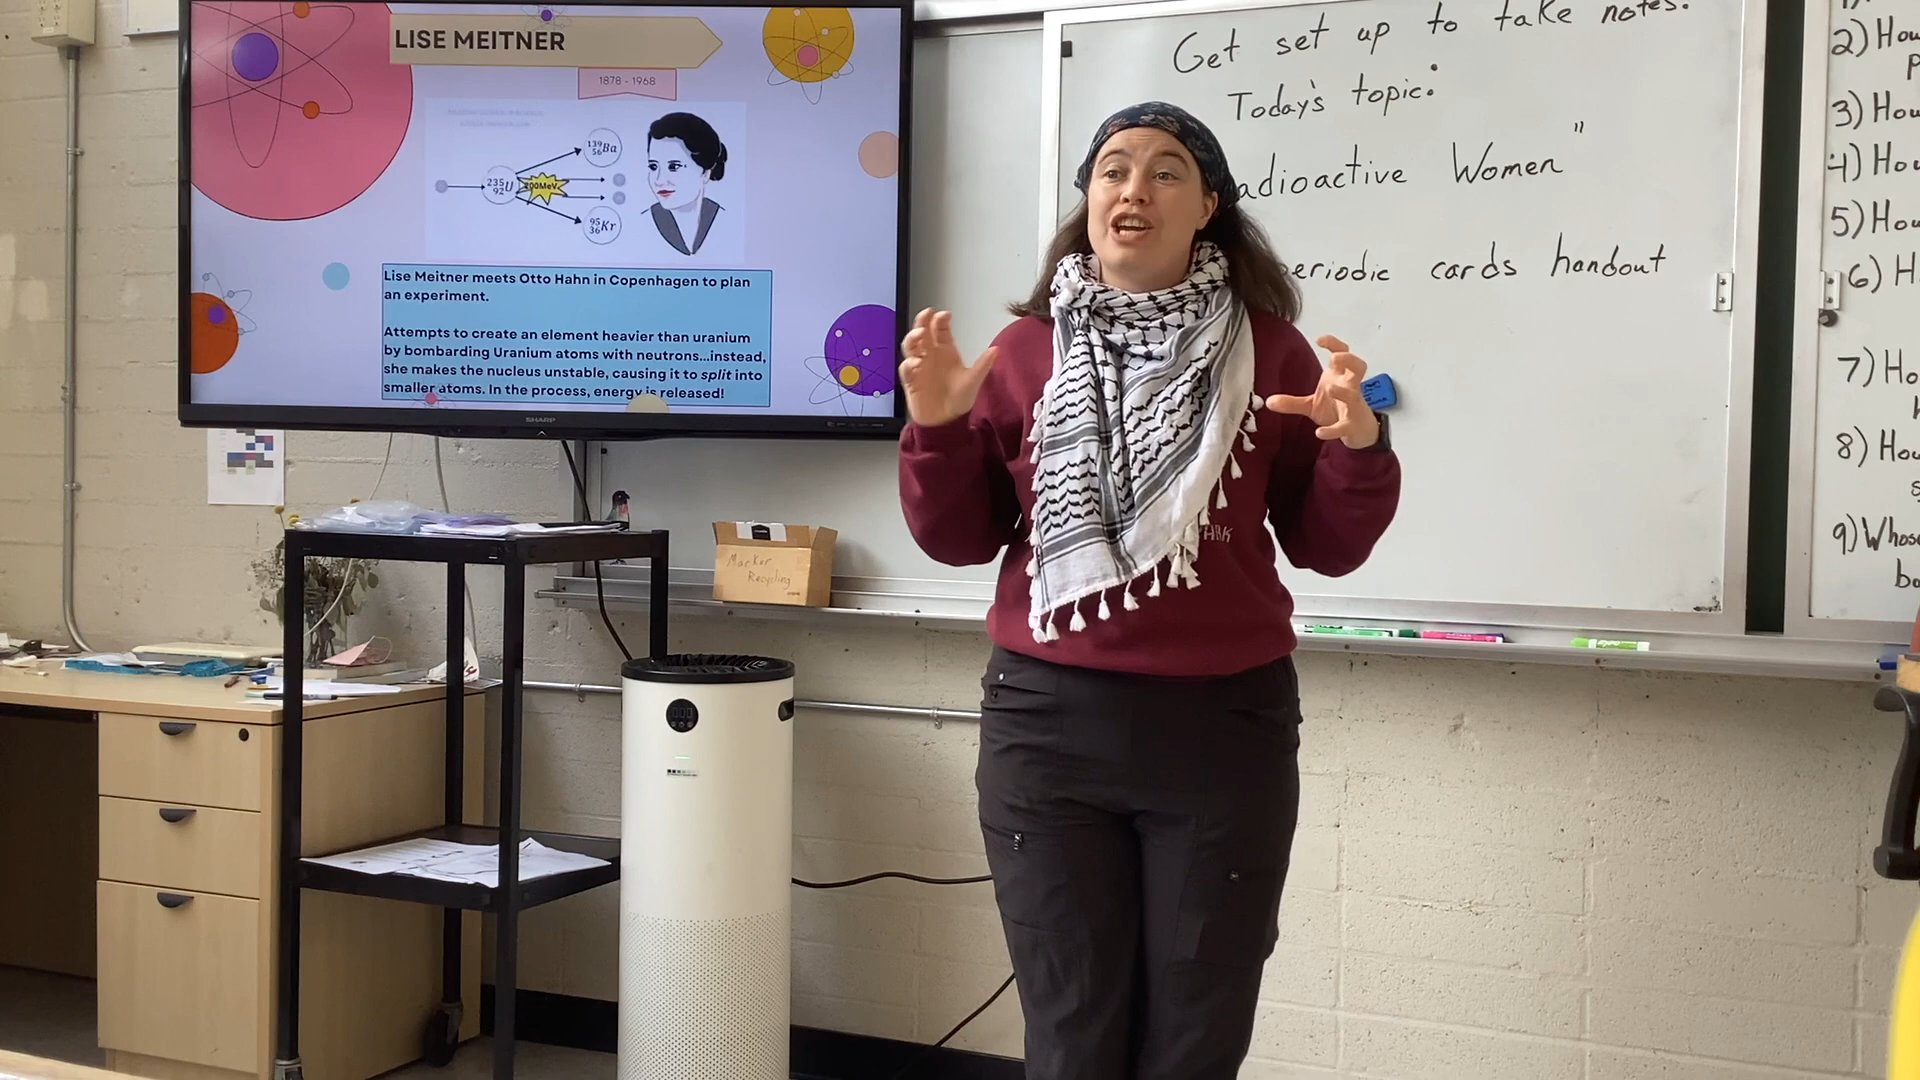 LISE MEITNER
1878 - 1968
139
56Ba
235
92U
200MeV
95
36Kr
Lise Meitner meets Otto Hahn in Copenhagen to plan
an experiment.
Attempts to create an element heavier than uranium
by bombarding Uranium atoms with neutrons...instead,
she makes the nucleus unstable, causing it to split into
smaller atoms. In the process, energy is released!
SHARP
Get set up to take notes.
Today's topic:
adioactive Women"
eriodic cards handout
2) How
p
3) How
4) How
5) How
6) H
7) Ho
8) How
s
9) Whose
bo
Marker
Recycling
ARK